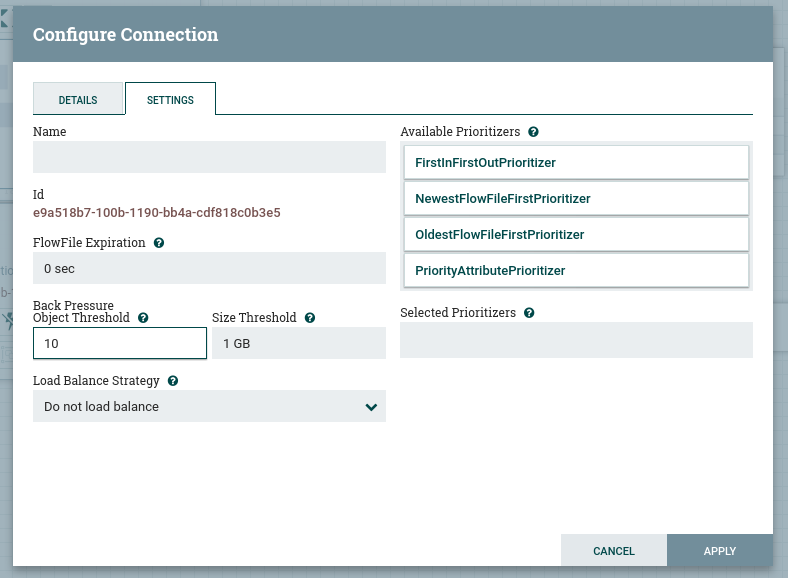 Configure Connection
DETAILS
SETTINGS
Name
Id
e9a518b7-100b-1190-bb4a-cdf818c0b3e5
FlowFile Expiration
0 sec
Back Pressure
Object Threshold
Size Threshold
10
1 GB
Load Balance Strategy
Do not load balance
Available Prioritizers
FirstInFirstOutPrioritizer
NewestFlowFileFirstPrioritizer
OldestFlowFileFirstPrioritizer
PriorityAttributePrioritizer
Selected Prioritizers
CANCEL
APPLY